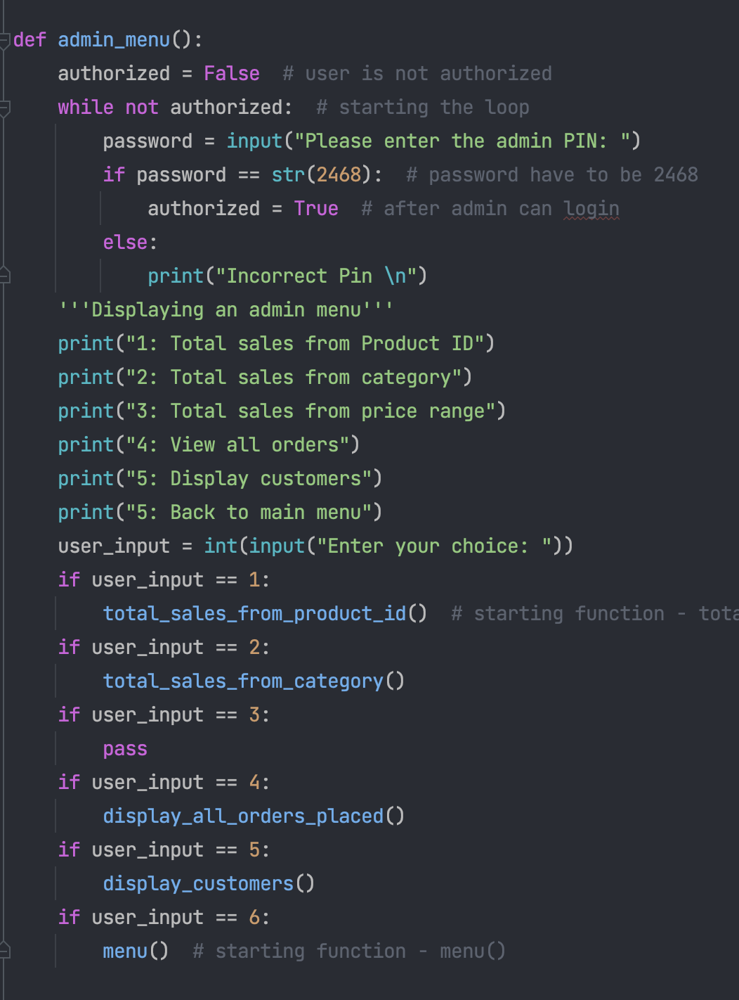 def admin_menu():
    authorized = False  # user is not authorized
    while not authorized:  # starting the loop
        password = input("Please enter the admin PIN: ")
        if password == str(2468):  # password have to be 2468
            authorized = True  # after admin can login
        else:
            print("Incorrect Pin \n")
    '''Displaying an admin menu'''
    print("1: Total sales from Product ID")
    print("2: Total sales from category")
    print("3: Total sales from price range")
    print("4: View all orders")
    print("5: Display customers")
    print("5: Back to main menu")
    user_input = int(input("Enter your choice: "))
    if user_input == 1:
        total_sales_from_product_id()  # starting function -
    if user_input == 2:
        total_sales_from_category()
    if user_input == 3:
        pass
    if user_input == 4:
        display_all_orders_placed()
    if user_input == 5:
        display_customers()
    if user_input == 6:
        menu()  # starting function - menu()